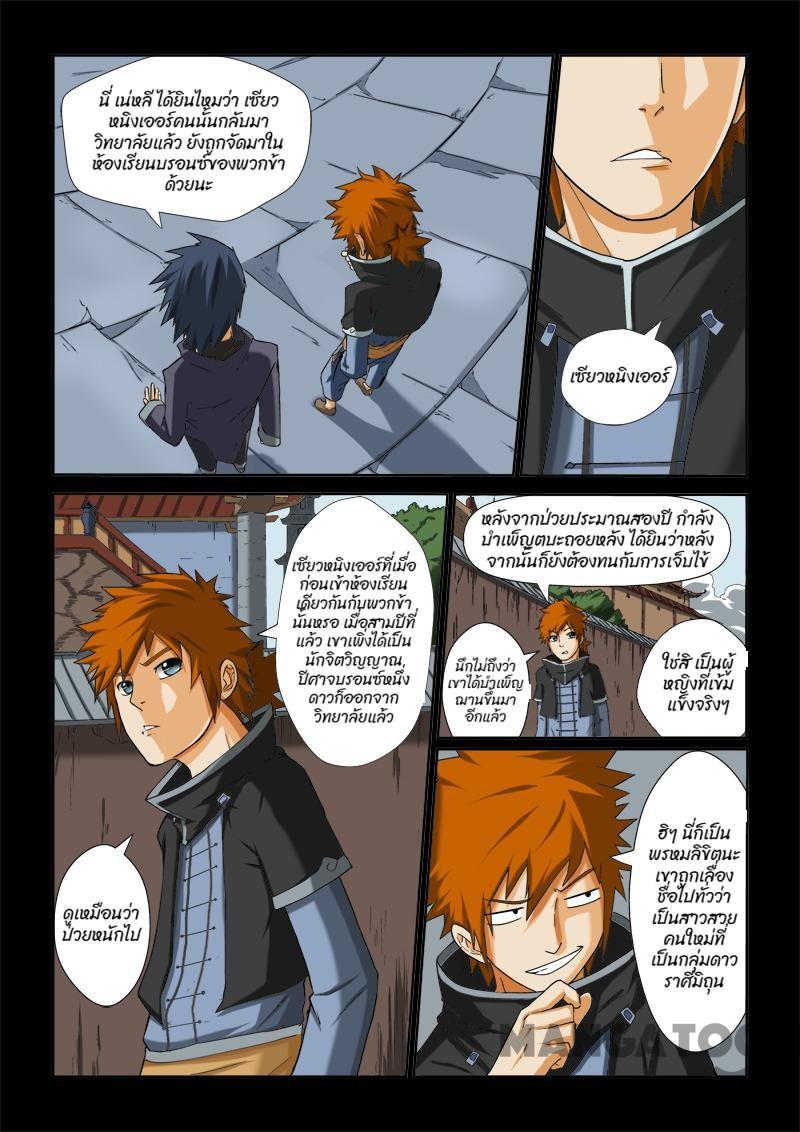 นี่ เน่หลี ได้ยินไหมว่า เซียว
หนิงเออร์คนนั้นกลับมา
วิทยาลัยแล้ว ยังถูกจัดมาใน
ห้องเรียนบรอนซ์ของพวกข้า
ด้วยนะ
เซียวหนิงเออร์
เซียวหนิงเออร์ที่เมื่อ
ก่อนเข้าห้องเรียน
เดียวกันกับพวกข้า
นั้นหรอ เมื่อสามปีที่
แล้ว เขาเพิ่งได้เป็น
นักจิตวิญญาณ,
ปีศาจบรอนซ์หนึ่ง
ดาวก็ออกจาก
วิทยาลัยแล้ว
ดูเหมือนว่า
ป่วยหนักไป
หลังจากป่วยประมาณสองปี กำลัง
บำเพ็ญตบะถอยหลัง ได้ยินว่าหลัง
จากนั้นก็ยังต้องทนกับการเจ็บไข้
นึกไม่ถึงว่า
เขาได้บำเพ็ญ
ฌานขึ้นมา
อีกแล้ว
ใช่สิ เป็นผู้
หญิงที่เข้ม
แข็งจริงๆ
ฮิๆ นี่ก็เป็น
พรหมลิขิตนะ
เขาถูกเลื่อง
ชื่อไปทั่วว่า
เป็นสาวสวย
คนใหม่ที่
เป็นกลุ่มดาว
ราศีมิถุน
MANGATOO